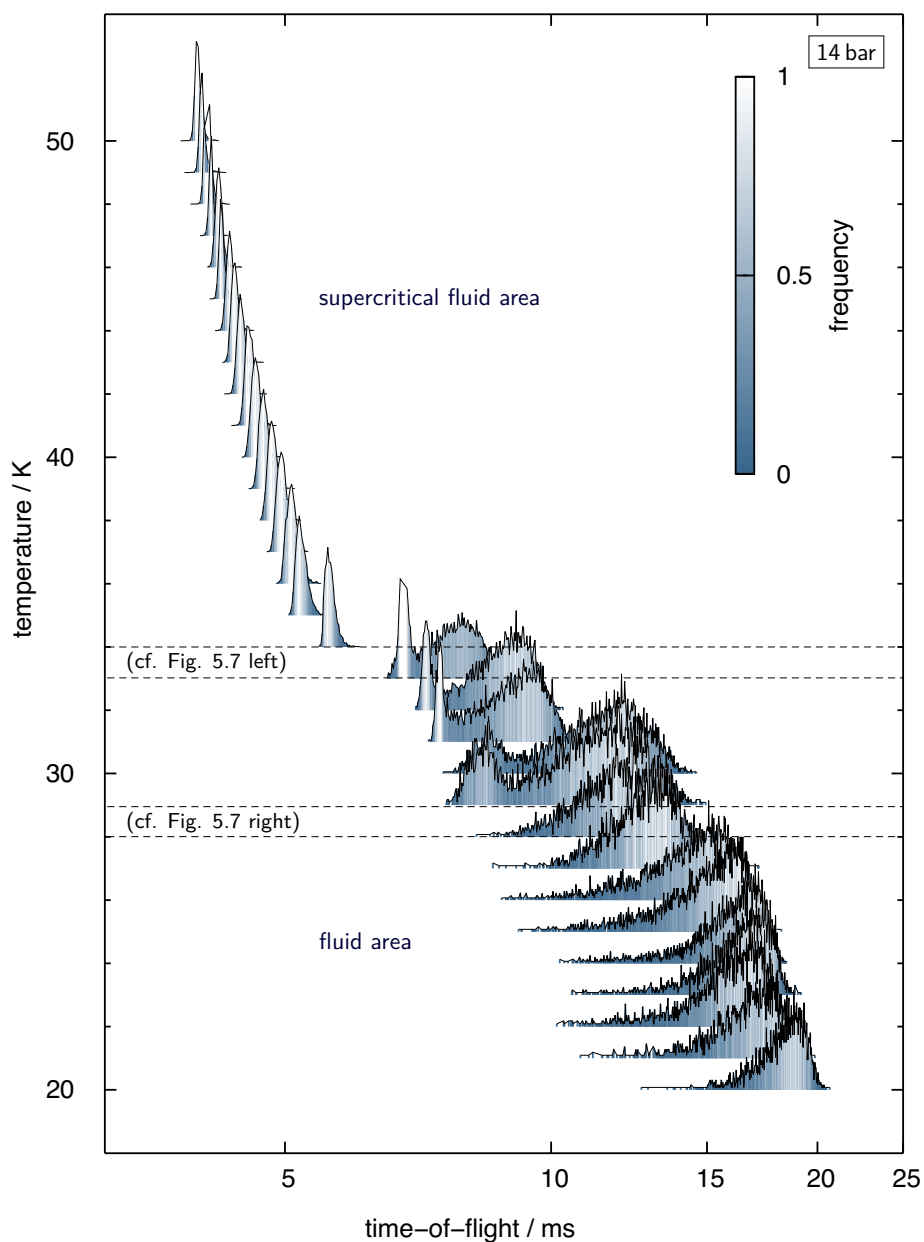 14 bar
1
50
supercritical fluid area
0.5
frequency
40
0
temperature / K
(cf. Fig. 5.7 left)
30
(cf. Fig. 5.7 right)
fluid area
20
5
10
15
20
25
time−of−flight / ms